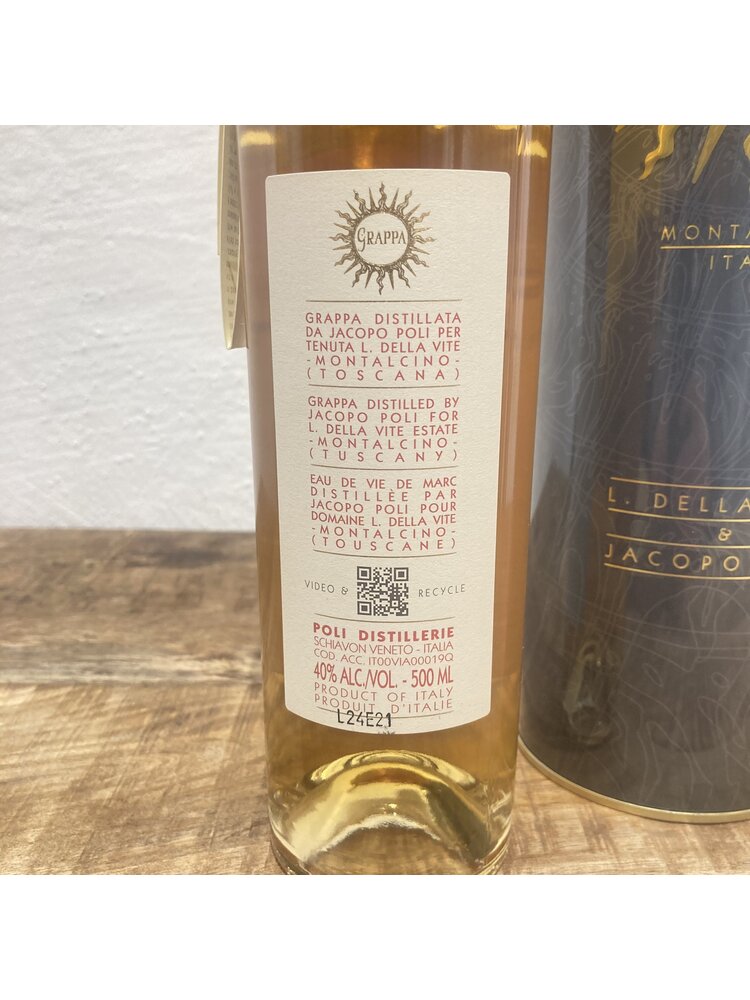 GRAPPA
GRAPPA DISTILLATA
DA JACOPO POLI PER
TENUTA L. DELLA VITE
-MONTALCINO-
(TOSCANA)
GRAPPA DISTILLED BY
JACOPO POLI FOR
L. DELLA VITE ESTATE
-MONTALCINO-
(TUSCANY)
EAU DE VIE DE MARC
DISTILLÈE PAR
JACOPO POLI POUR
DOMAINE L. DELLA VITE
-MONTALCINO-
(TOUSCANE)
VIDEO & RECYCLE
POLI DISTILLERIE
SCHIAVON VENETO - ITALIA
COD. ACC. IT00VIA00019Q
40% ALC./VOL. - 500 ML
PRODUCT OF ITALY
PRODUIT D'ITALIE
L24E21
MONTA
ITA
L. DELLA
&
JACOPO